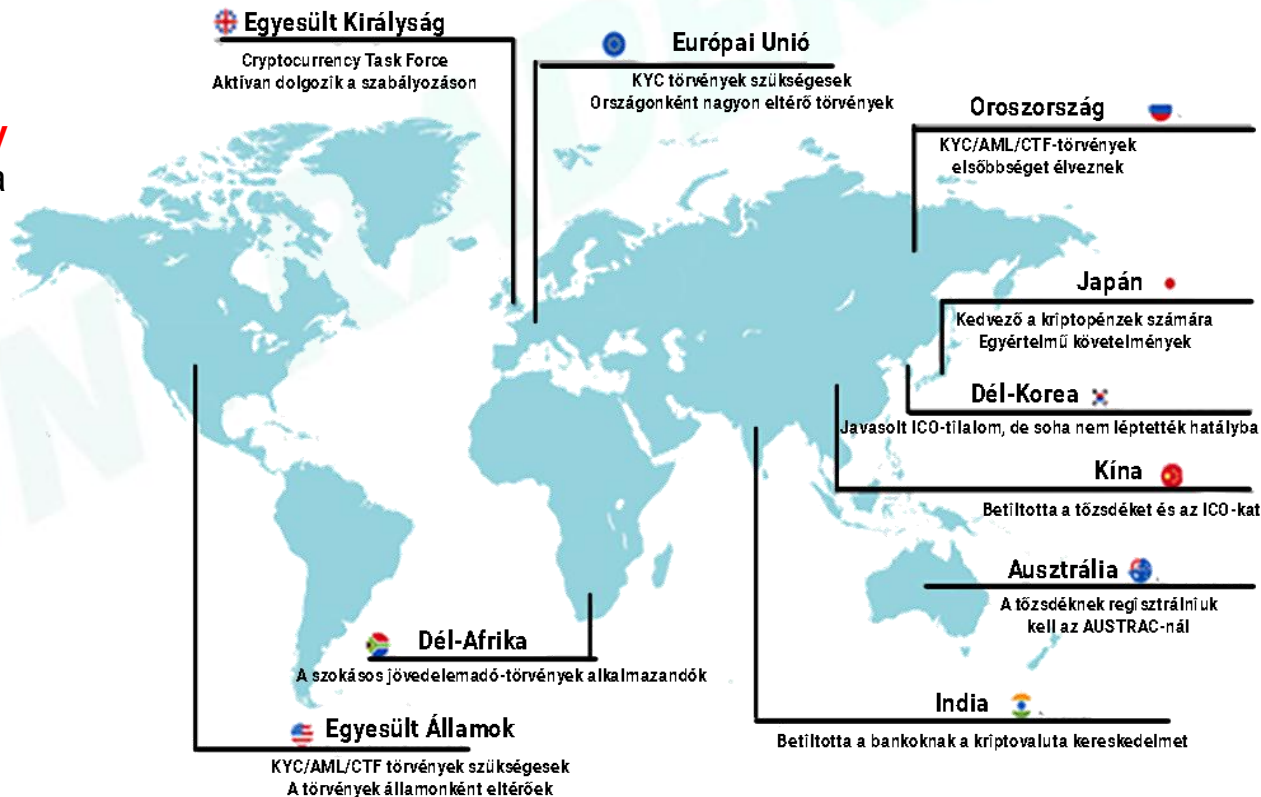 Egyesült Királyság
Cryptocurrency Task Force
Aktívan dolgozik a szabályozáson
Európai Unió
KYC törvények szükségesek
Országonként nagyon eltérő törvények
Oroszország
KYC/AML/CTF-törvények
elsőbbséget élveznek
Japán
Kedvező a kriptopénzek számára
Egyértelmű követelmények
Dél-Korea
Javasolt ICO-tilalom, de soha nem léptették hatályba
Kína
Betiltotta a tőzsdéket és az ICO-kat
Ausztrália
A tőzsdéknek regisztrálniuk
kell az AUSTRAC-nál
Dél-Afrika
A szokásos jövedelemadó-törvények alkalmazandók
India
Betiltotta a bankoknak a kriptovaluta kereskedelmet
Egyesült Államok
KYC/AML/CTF törvények szükségesek
A törvények államonként eltérőek